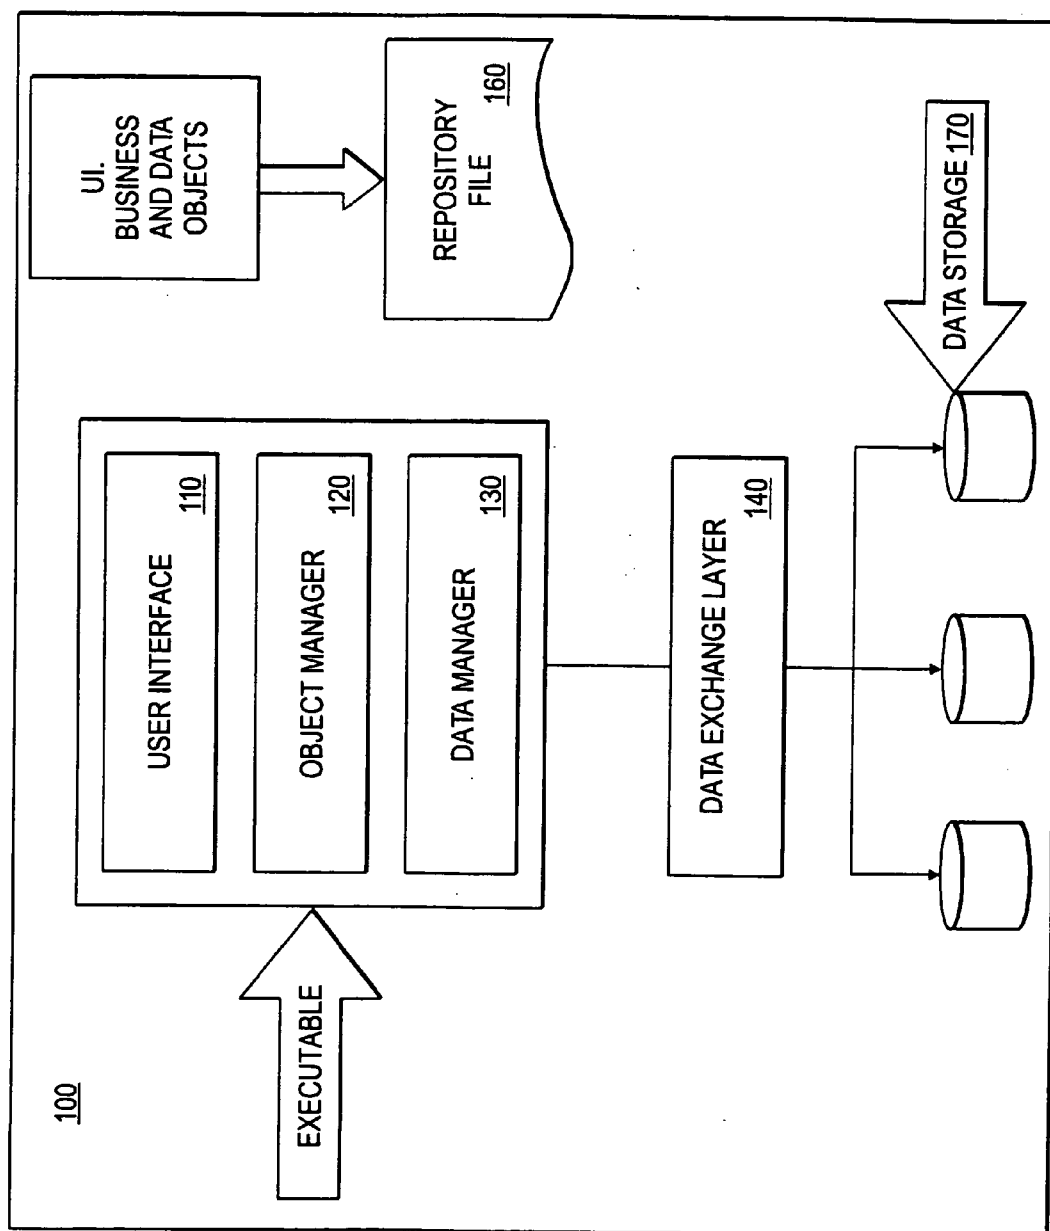 100
EXECUTABLE
USER INTERFACE
110
OBJECT MANAGER
120
DATA MANAGER
130
DATA EXCHANGE LAYER
140
UI.
BUSINESS
AND DATA
OBJECTS
REPOSITORY
FILE
160
DATA STORAGE 170